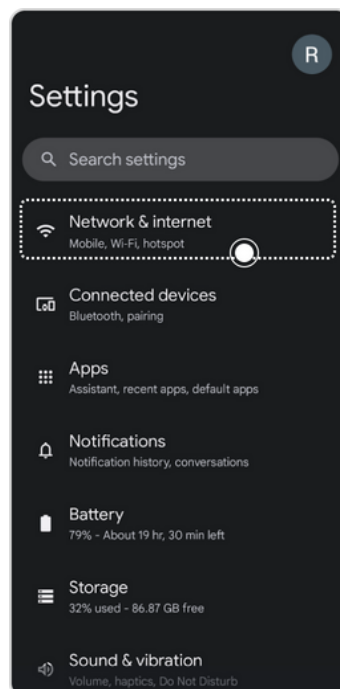 R
Settings
Search settings
Network & internet
Mobile, Wi-Fi, hotspot
Connected devices
Bluetooth, pairing
Apps
Assistant, recent apps, default apps
Notifications
Notification history, conversations
Battery
79% - About 19 hr, 30 min left
Storage
32% used - 86.87 GB free
Sound & vibration
Volume, haptics, Do Not Disturb